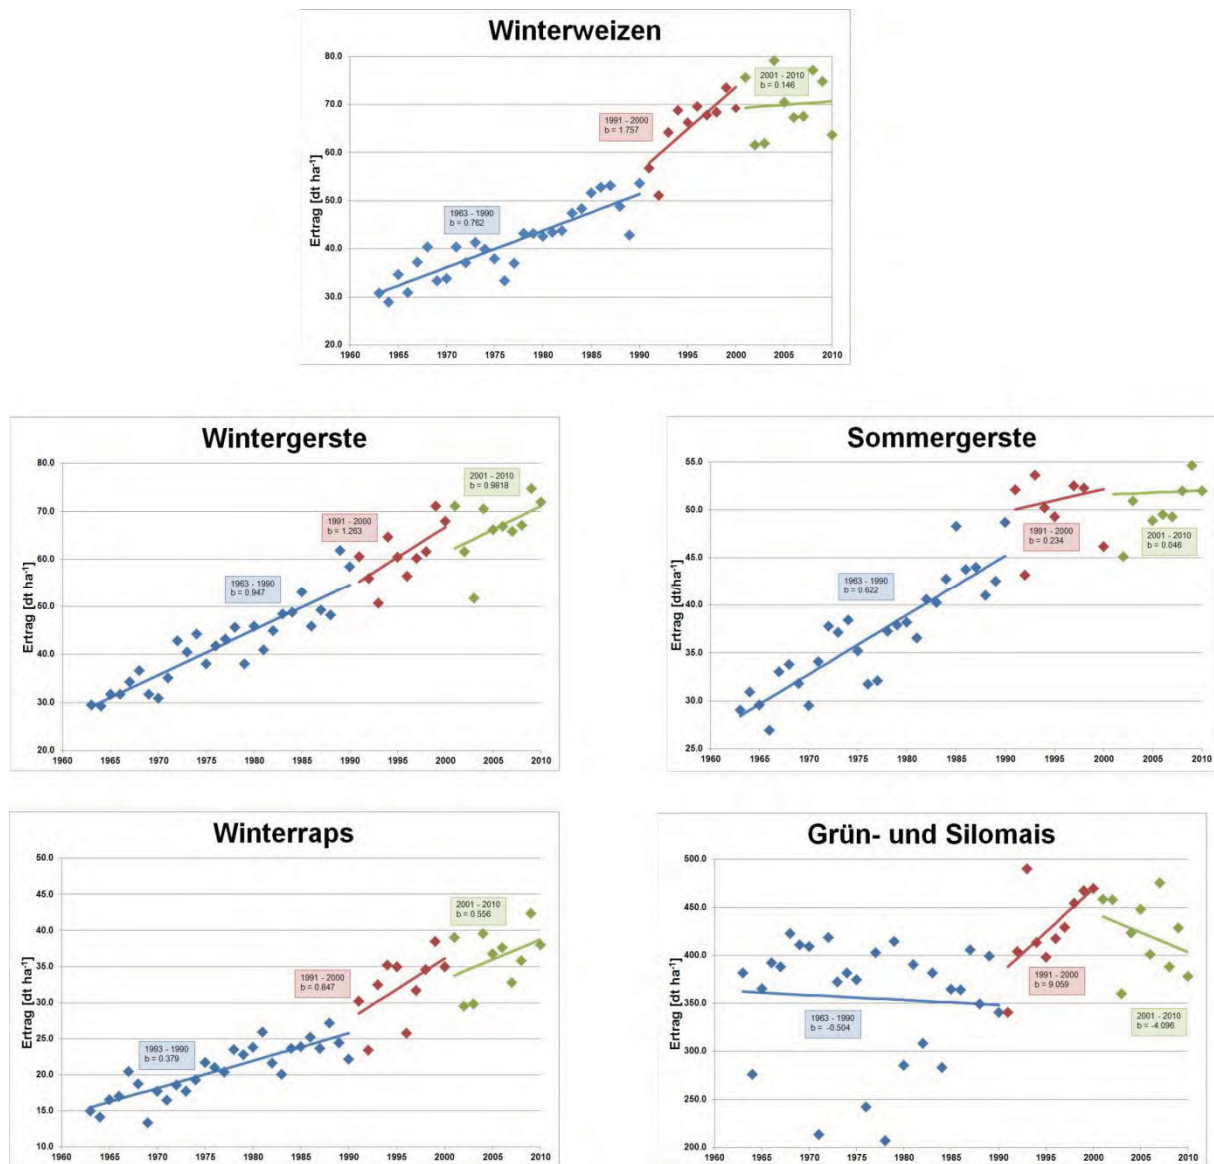 Winterweizen
Ertrag [dt ha⁻¹]
80.0
70.0
60.0
50.0
40.0
30.0
20.0
1960 1965 1970 1975 1980 1985 1990 1995 2000 2005 2010
1963 - 1990
b = 0.762
1991 - 2000
b = 1.757
2001 - 2010
b = 0.146
Wintergerste
Ertrag [dt ha⁻¹]
80.0
70.0
60.0
50.0
40.0
30.0
20.0
1960 1965 1970 1975 1980 1985 1990 1995 2000 2005 2010
1963 - 1990
b = 0.947
1991 - 2000
b = 1.263
2001 - 2010
b = 0.9818
Sommergerste
Ertrag [dt/ha⁻¹]
55.0
50.0
45.0
40.0
35.0
30.0
25.0
1960 1965 1970 1975 1980 1985 1990 1995 2000 2005 2010
1963 - 1990
b = 0.622
1991 - 2000
b = 0.234
2001 - 2010
b = 0.046
Winterraps
Ertrag [dt ha⁻¹]
50.0
45.0
40.0
35.0
30.0
25.0
20.0
15.0
10.0
1960 1965 1970 1975 1980 1985 1990 1995 2000 2005 2010
1993 - 1990
b = 0.379
1991 - 2000
b = 0.847
2001 - 2010
b = 0.556
Grün- und Silomais
Ertrag [dt ha⁻¹]
500.0
450.0
400.0
350.0
300.0
250.0
200.0
1960 1965 1970 1975 1980 1985 1990 1995 2000 2005 2010
1963 - 1990
b = -0.504
1991 - 2000
b = 9.059
2001 - 2010
b = -4.096